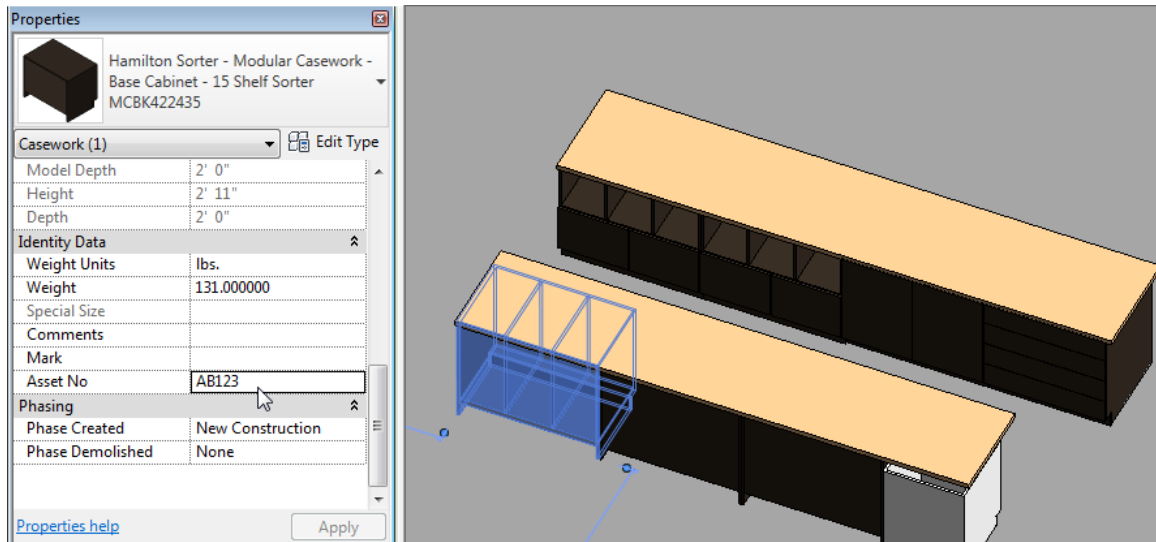 Properties
Hamilton Sorter - Modular Casework -
Base Cabinet - 15 Shelf Sorter
MCBK422435
Casework (1) Edit Type
Model Depth 2' 0"
Height 2' 11"
Depth 2' 0"
Identity Data
Weight Units lbs.
Weight 131.000000
Special Size
Comments
Mark
Asset No AB123
Phasing
Phase Created New Construction
Phase Demolished None
Properties help Apply